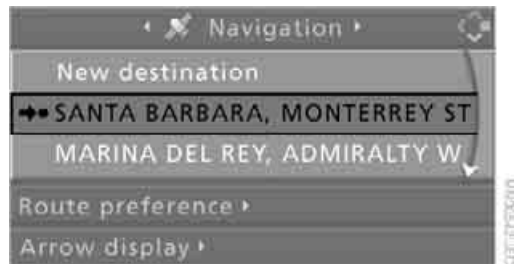 Navigation
New destination
SANTA BARBARA, MONTERREY ST
MARINA DEL REY, ADMIRALTY W
Route preference
Arrow display